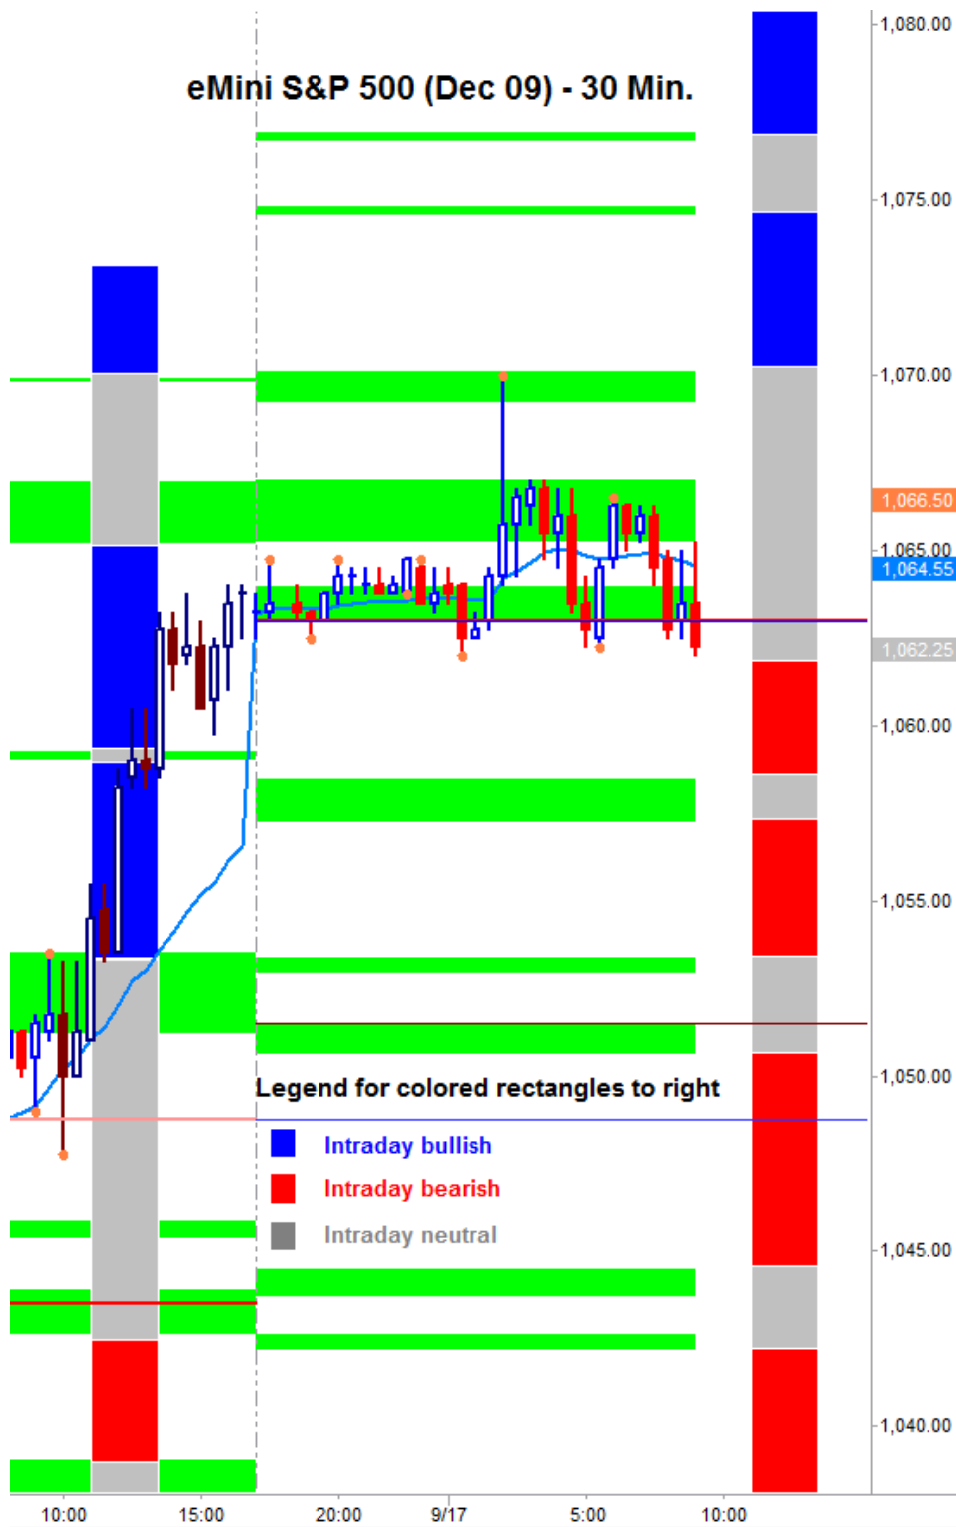 1,080.00
eMini S&P 500 (Dec 09) - 30 Min.
1,075.00
1,070.00
1,066.50
1,065.00
1,064.55
1,062.25
1,060.00
1,055.00
1,050.00
Legend for colored rectangles to right
Intraday bullish
Intraday bearish
Intraday neutral
1,045.00
1,040.00
10:00 15:00 20:00 9/17 5:00 10:00